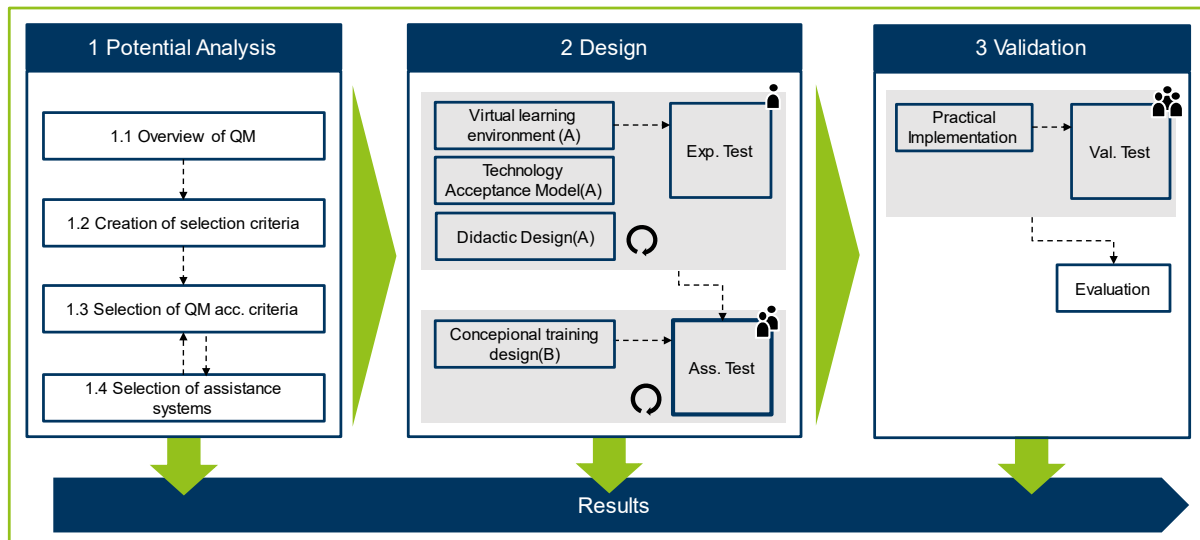 1 Potential Analysis
1.1 Overview of QM
1.2 Creation of selection criteria
1.3 Selection of QM acc. criteria
1.4 Selection of assistance
systems
2 Design
Virtual learning
environment (A)
Technology
Acceptance Model(A)
Didactic Design(A)
Exp. Test
Concepional training
design(B)
Ass. Test
3 Validation
Practical
Implementation
Val. Test
Evaluation
Results